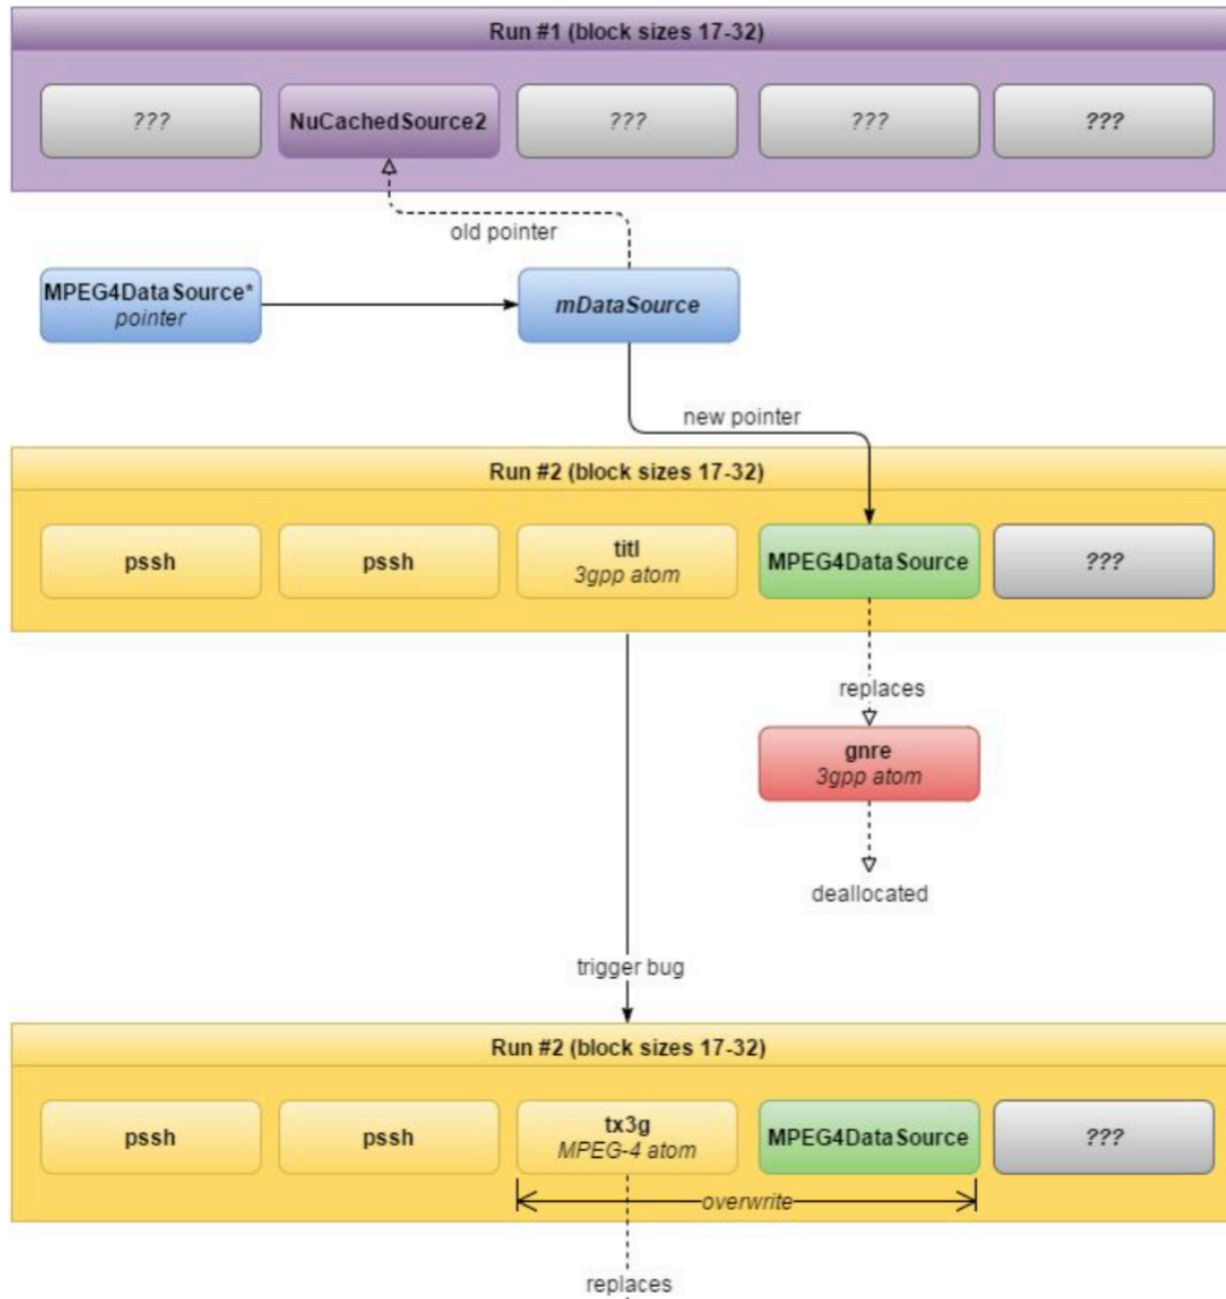 Run #1 (block sizes 17-32)
???
NuCachedSource2
???
???
???
old pointer
MPEG4DataSource*
pointer
mDataSource
new pointer
Run #2 (block sizes 17-32)
pssh
pssh
titl
3gpp atom
MPEG4DataSource
???
replaces
gnre
3gpp atom
deallocated
trigger bug
Run #2 (block sizes 17-32)
pssh
pssh
tx3g
MPEG-4 atom
MPEG4DataSource
???
overwrite
replaces